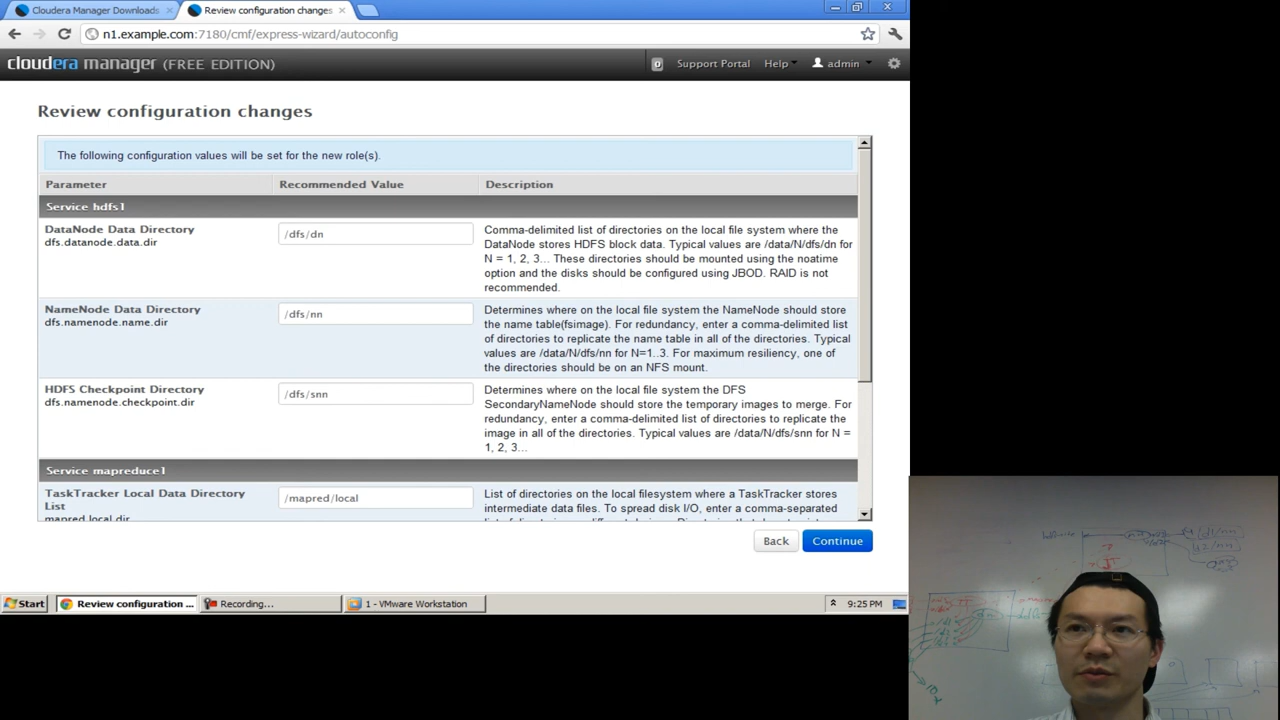 Cloudera Manager Downloads
Review configuration changes
n1.example.com:7180/cmf/express-wizard/autoconfig
cloudera manager (FREE EDITION)
0
Support Portal
Help
admin
Review configuration changes
The following configuration values will be set for the new role(s).
Parameter
Recommended Value
Description
Service hdfs1
DataNode Data Directory
dfs.datanode.data.dir
/dfs/dn
Comma-delimited list of directories on the local file system where the
DataNode stores HDFS block data. Typical values are /data/N/dfs/dn for
N = 1, 2, 3... These directories should be mounted using the noatime
option and the disks should be configured using JBOD. RAID is not
recommended.
NameNode Data Directory
dfs.namenode.name.dir
/dfs/nn
Determines where on the local file system the NameNode should store
the name table(fsimage). For redundancy, enter a comma-delimited list
of directories to replicate the name table in all of the directories. Typical
values are /data/N/dfs/nn for N=1..3. For maximum resiliency, one of
the directories should be on an NFS mount.
HDFS Checkpoint Directory
dfs.namenode.checkpoint.dir
/dfs/snn
Determines where on the local file system the DFS
SecondaryNameNode should store the temporary images to merge. For
redundancy, enter a comma-delimited list of directories to replicate the
image in all of the directories. Typical values are /data/N/dfs/snn for N =
1, 2, 3...
Service mapreduce1
TaskTracker Local Data Directory
List
mapred.local.dir
/mapred/local
List of directories on the local filesystem where a TaskTracker stores
intermediate data files. To spread disk I/O, enter a comma-separated
Back
Continue
Start
Review configuration ...
Recording...
1 - VMware Workstation
9:25 PM